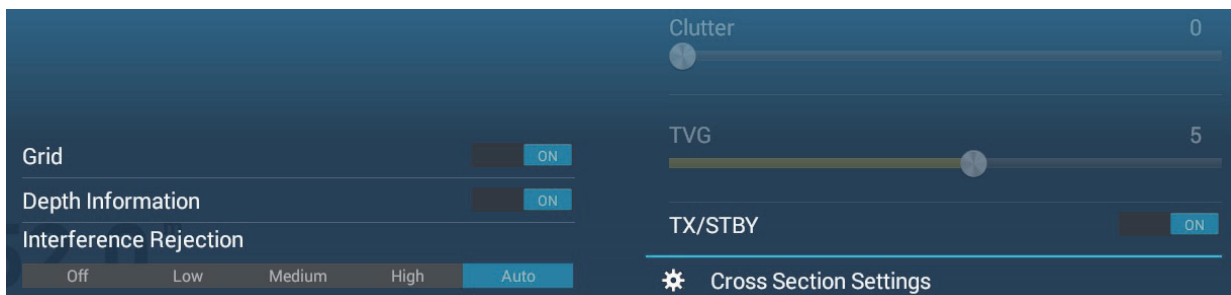 Grid ON
Depth Information ON
Interference Rejection
Off Low Medium High Auto
Clutter 0
TVG 5
TX/STBY ON
Cross Section Settings